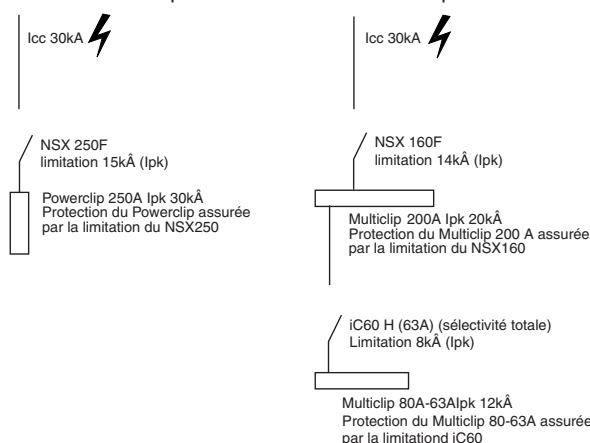 Icc 30kA
NSX 250F
limitation 15kÂ (Ipk)
Powerclip 250A Ipk 30kÂ
Protection du Powerclip assurée
par la limitation du NSX250
Icc 30kA
NSX 160F
limitation 14kÂ (Ipk)
Multiclip 200A Ipk 20kÂ
Protection du Multiclip 200 A assurée
par la limitation du NSX160
iC60 H (63A) (sélectivité totale)
Limitation 8kÂ (Ipk)
Multiclip 80A-63AIpk 12kÂ
Protection du Multiclip 80-63A assurée
par la limitationd iC60